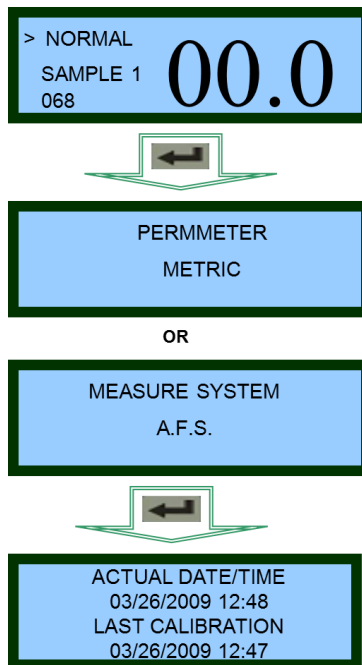 > NORMAL
SAMPLE 1
068
00.0
PERMMETER
METRIC
OR
MEASURE SYSTEM
A.F.S.
ACTUAL DATE/TIME
03/26/2009 12:48
LAST CALIBRATION
03/26/2009 12:47